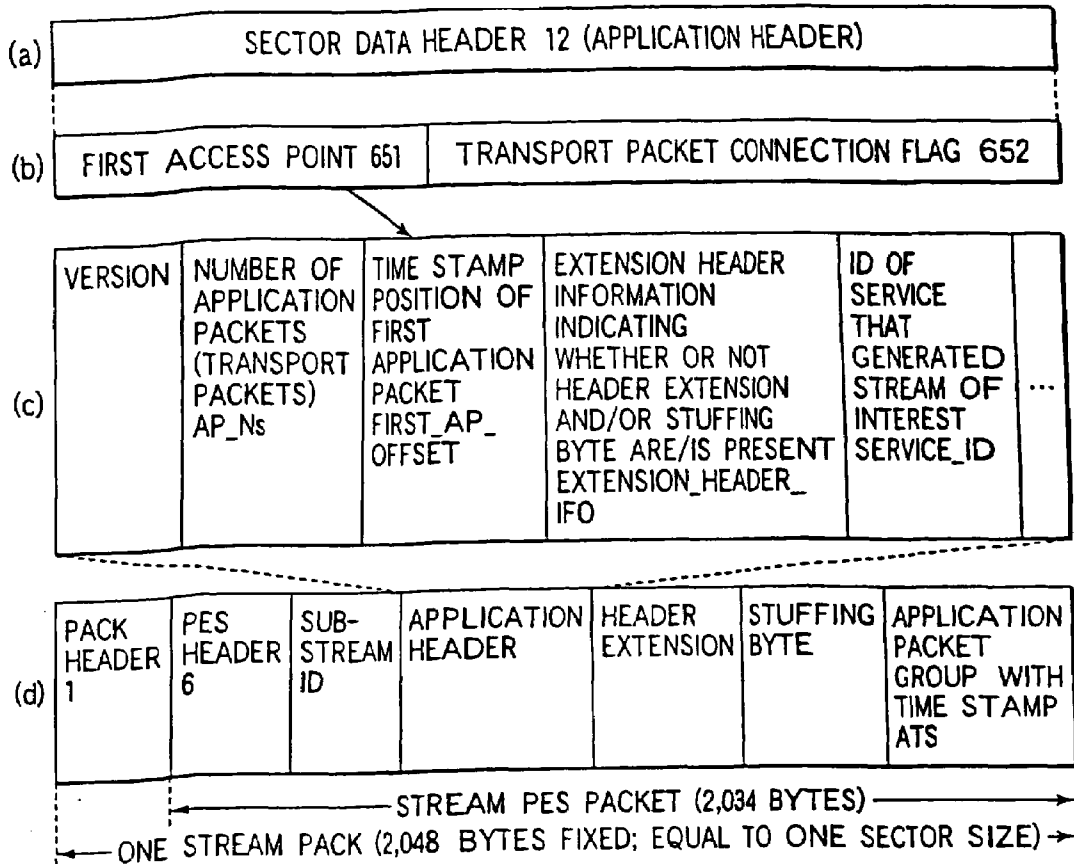 (a)
SECTOR DATA HEADER 12 (APPLICATION HEADER)
(b)
FIRST ACCESS POINT 651
TRANSPORT PACKET CONNECTION FLAG 652
(c)
VERSION
NUMBER OF
APPLICATION
PACKETS
(TRANSPORT
PACKETS)
AP_Ns
TIME STAMP
POSITION OF
FIRST
APPLICATION
PACKET
FIRST_AP_
OFFSET
EXTENSION HEADER
INFORMATION
INDICATING
WHETHER OR NOT
HEADER EXTENSION
AND/OR STUFFING
BYTE ARE/IS PRESENT
EXTENSION_HEADER_
IFO
ID OF
SERVICE
THAT
GENERATED
STREAM OF
INTEREST
SERVICE_ID
...
(d)
PACK
HEADER
1
PES
HEADER
6
SUB-
STREAM
ID
APPLICATION
HEADER
HEADER
EXTENSION
STUFFING
BYTE
APPLICATION
PACKET
GROUP WITH
TIME STAMP
ATS
STREAM PES PACKET (2,034 BYTES)
ONE STREAM PACK (2,048 BYTES FIXED; EQUAL TO ONE SECTOR SIZE)